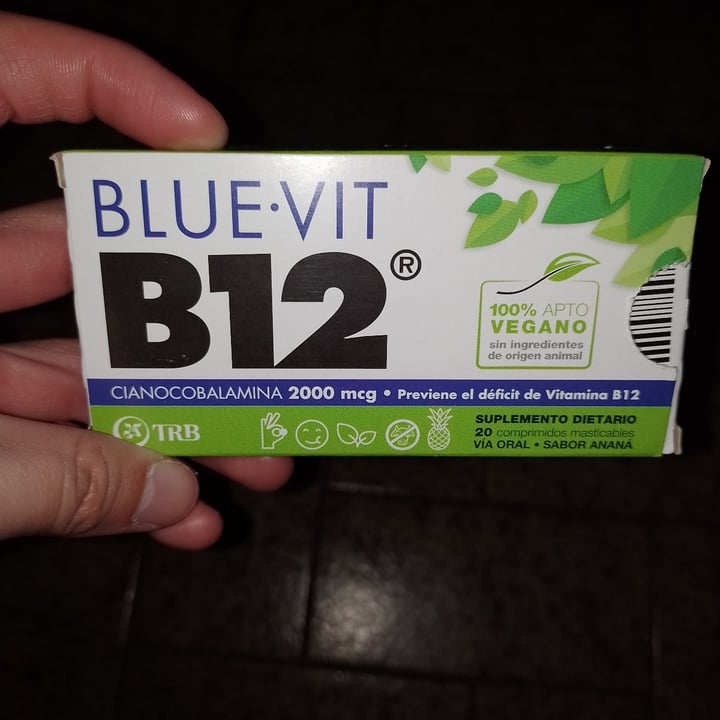 BLUE·VIT
B12®
100% APTO
VEGANO
sin ingredientes
de origen animal
CIANOCOBALAMINA 2000 mcg • Previene el déficit de Vitamina B12
TRB
SUPLEMENTO DIETARIO
20 comprimidos masticables
VÍA ORAL • SABOR ANANÁ